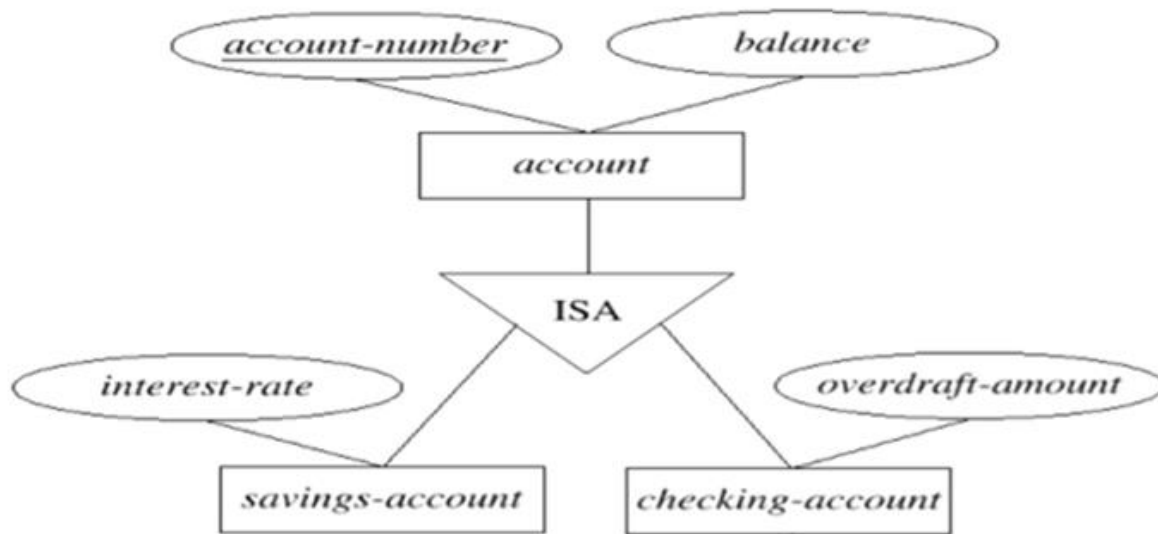 account-number
balance
account
ISA
interest-rate
overdraft-amount
savings-account
checking-account